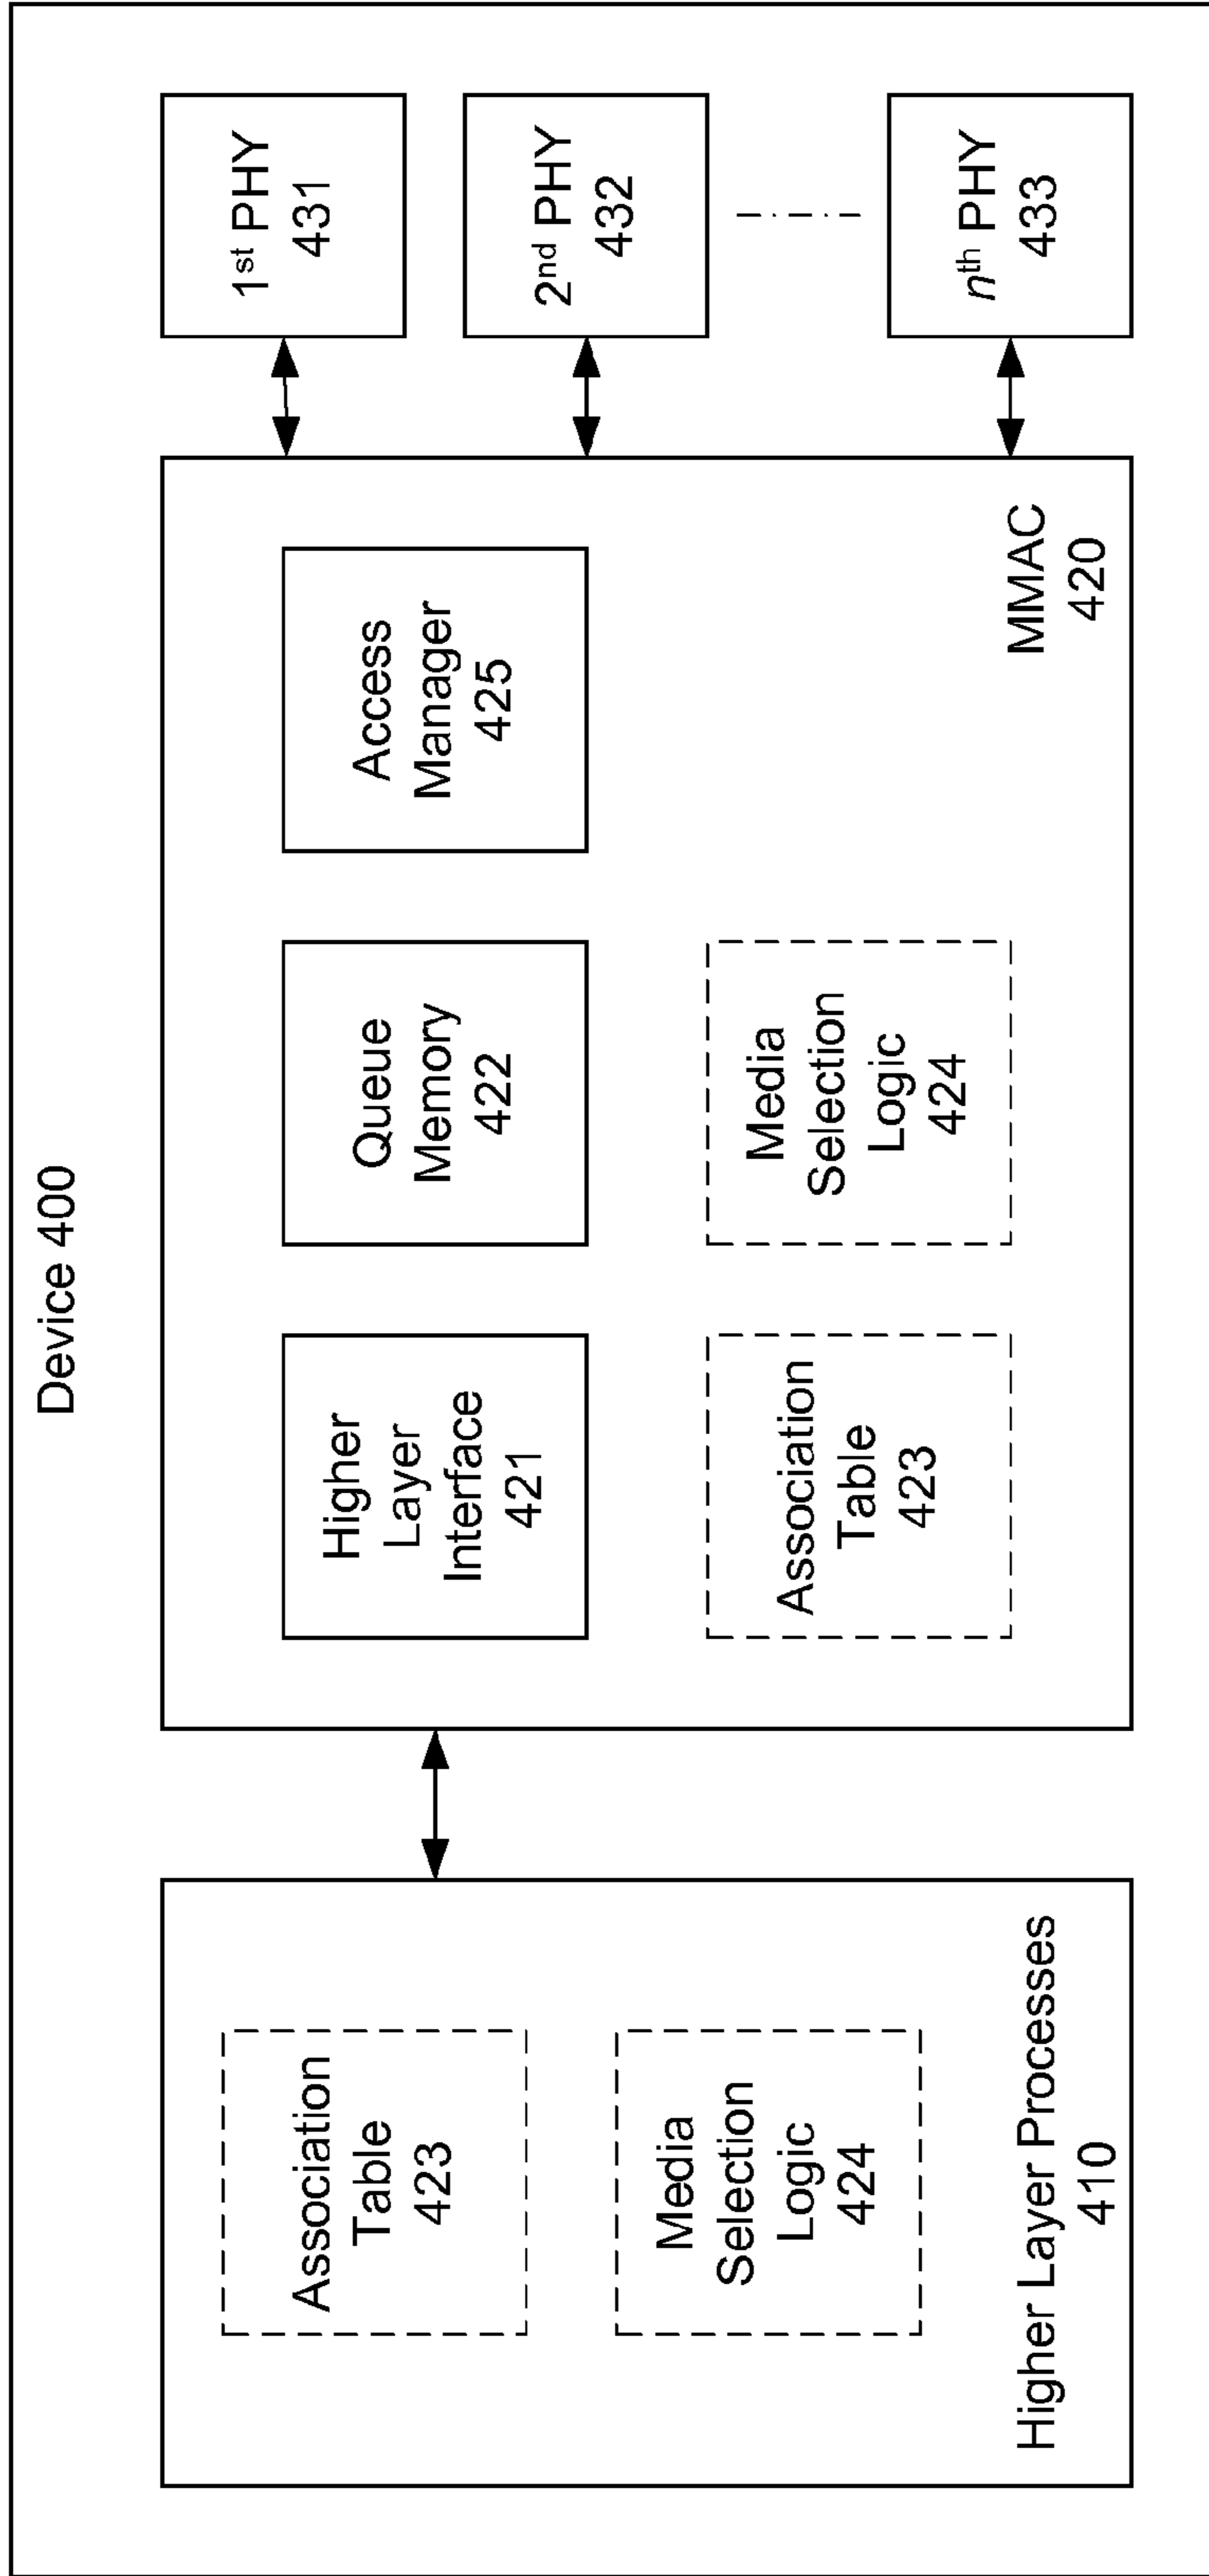 Device 400
Association
Table
423
Media
Selection
Logic
424
Higher Layer Processes
410
Higher
Layer
Interface
421
Queue
Memory
422
Access
Manager
425
Association
Table
423
Media
Selection
Logic
424
MMAC
420
1st PHY
431
2nd PHY
432
nth PHY
433